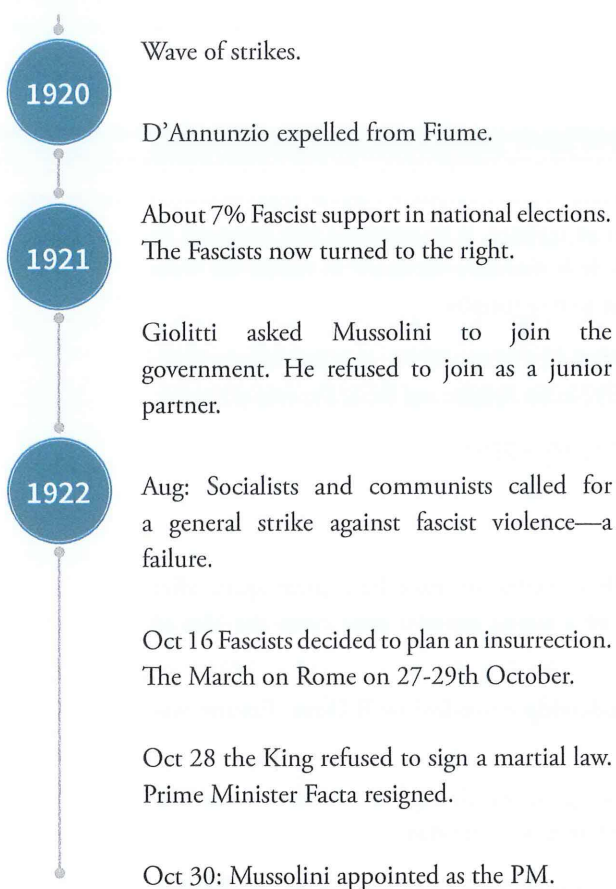 1920
Wave of strikes.
D'Annunzio expelled from Fiume.
1921
About 7% Fascist support in national elections.
The Fascists now turned to the right.
Giolitti asked Mussolini to join the
government. He refused to join as a junior
partner.
1922
Aug: Socialists and communists called for
a general strike against fascist violence—a
failure.
Oct 16 Fascists decided to plan an insurrection.
The March on Rome on 27-29th October.
Oct 28 the King refused to sign a martial law.
Prime Minister Facta resigned.
Oct 30: Mussolini appointed as the PM.